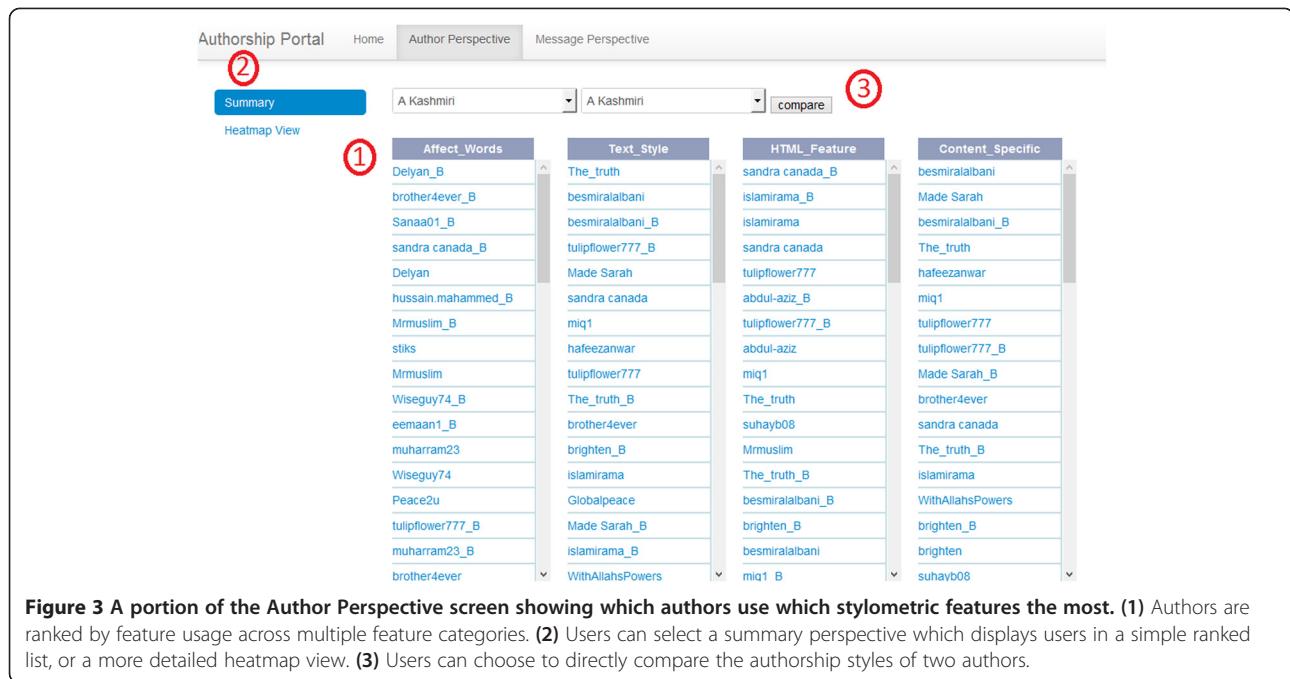 Authorship Portal Home Author Perspective Message Perspective
2
3
Summary A Kashmiri A Kashmiri compare
Heatmap View
1
Affect_Words Text_Style HTML_Feature Content_Specific
Delyan_B The_truth sandra canada_B besmiralalbani
brother4ever_B besmiralalbani islamirama_B Made Sarah
Sanaa01_B besmiralalbani_B islamirama besmiralalbani_B
sandra canada_B tulipflower777_B sandra canada The_truth
Delyan Made Sarah tulipflower777 hafeezanwar
hussain.mahammed_B sandra canada abdul-aziz_B miq1
Mrmuslim_B miq1 tulipflower777_B tulipflower777
stiks hafeezanwar abdul-aziz tulipflower777_B
Mrmuslim tulipflower777 miq1 Made Sarah_B
Wiseguy74_B The_truth_B The_truth brother4ever
eemaan1_B brother4ever suhayb08 sandra canada
muharram23 brighten_B Mrmuslim The_truth_B
Wiseguy74 islamirama The_truth_B islamirama
Peace2u Globalpeace besmiralalbani_B WithAllahsPowers
tulipflower777_B Made Sarah_B brighten_B brighten_B
muharram23_B islamirama_B besmiralalbani brighten
brother4ever WithAllahsPowers miq1_B suhayb08
Figure 3 A portion of the Author Perspective screen showing which authors use which stylometric features the most. (1) Authors are
ranked by feature usage across multiple feature categories. (2) Users can select a summary perspective which displays users in a simple ranked
list, or a more detailed heatmap view. (3) Users can choose to directly compare the authorship styles of two authors.